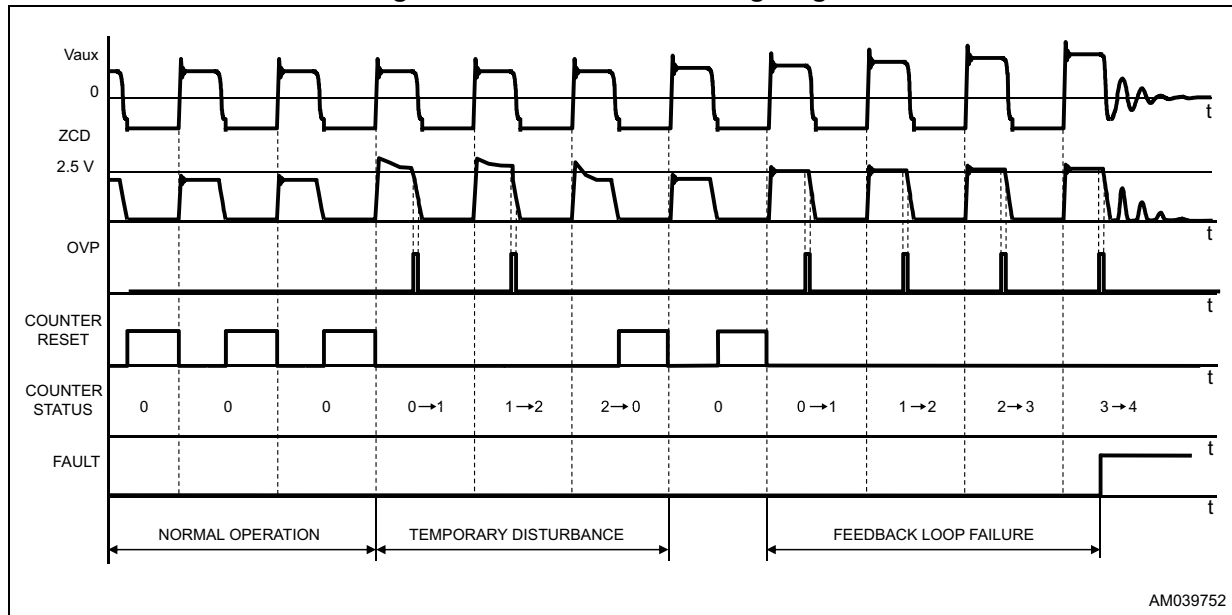 Vaux
0
t
ZCD
2.5 V
t
OVP
t
COUNTER
RESET
t
COUNTER
STATUS
0 0 0 0→1 1→2 2→0 0 0→1 1→2 2→3 3→4
t
FAULT
t
NORMAL OPERATION TEMPORARY DISTURBANCE FEEDBACK LOOP FAILURE
AM039752